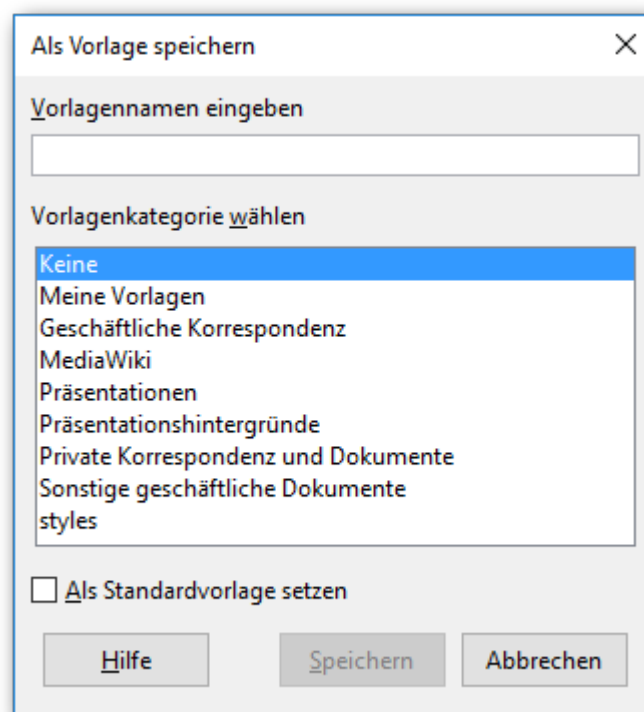 Als Vorlage speichern
Vorlagennamen eingeben
Vorlagenkategorie wählen
Keine
Meine Vorlagen
Geschäftliche Korrespondenz
MediaWiki
Präsentationen
Präsentationshintergründe
Private Korrespondenz und Dokumente
Sonstige geschäftliche Dokumente
styles
Als Standardvorlage setzen
Hilfe Speichern Abbrechen